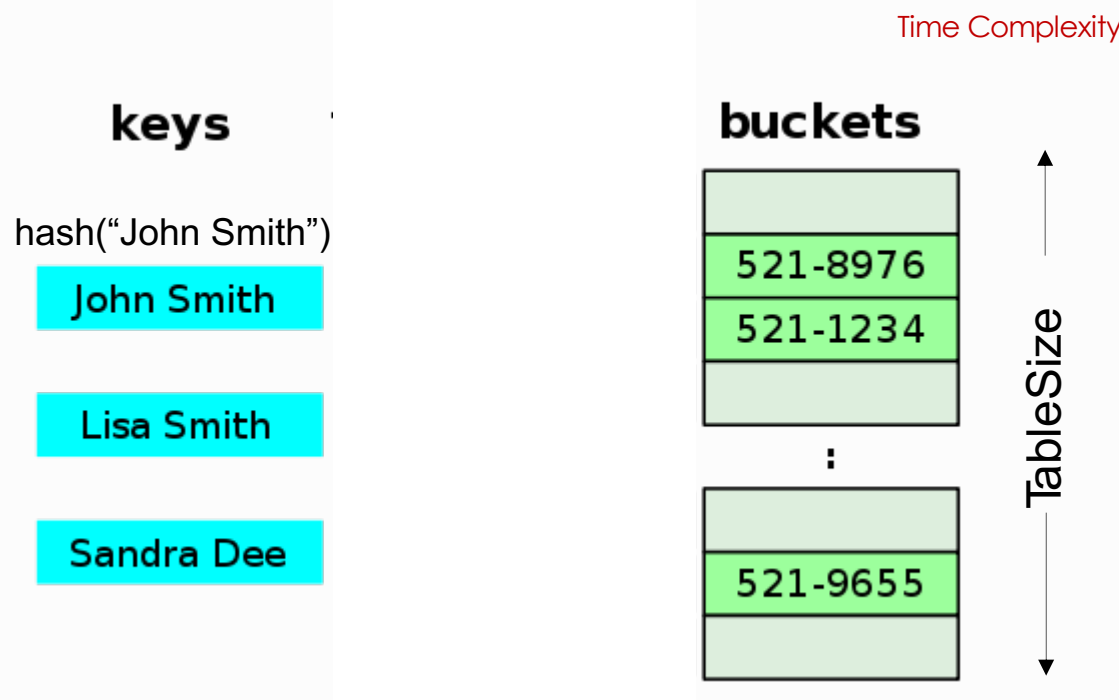 Time Complexity
keys
buckets
hash(“John Smith”)
John Smith
Lisa Smith
Sandra Dee
521-8976
521-1234
:
521-9655
TableSize